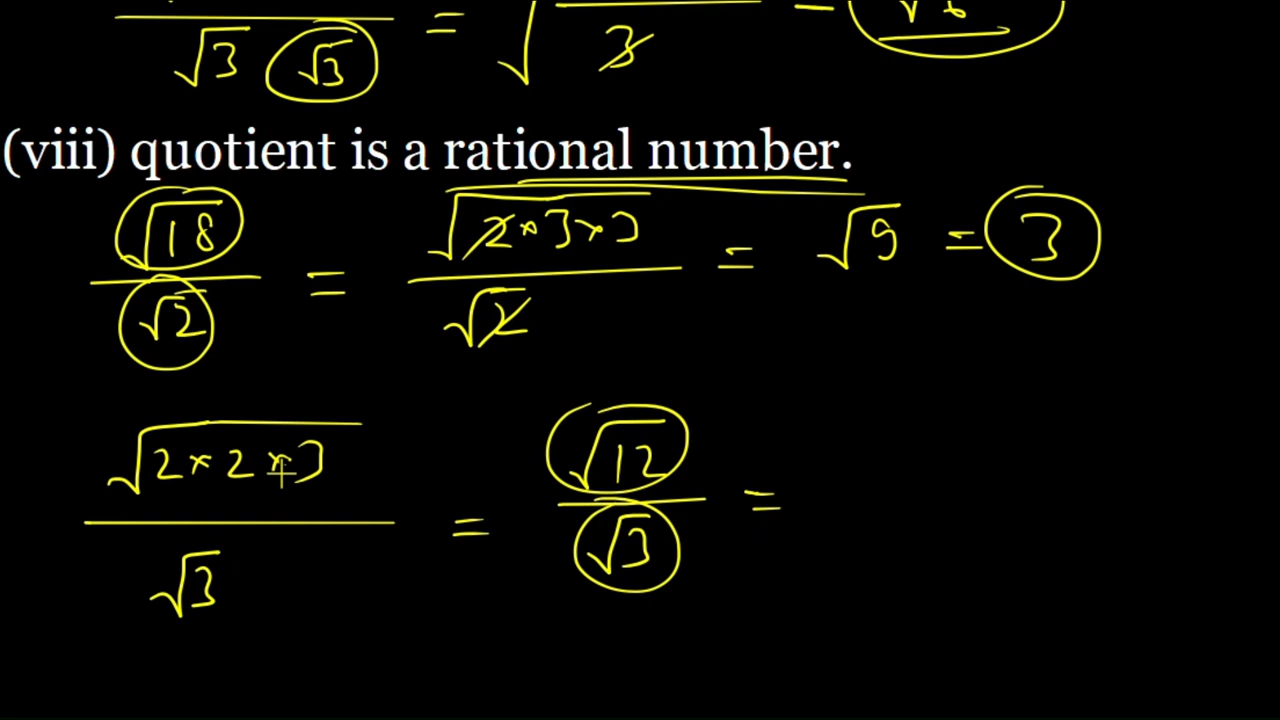 √3 √3 = √ 3 = √6
(viii) quotient is a rational number.
√18 / √2 = √2×3×3 / √2 = √9 = 3
√2×2×3 / √3 = √12 / √3 =